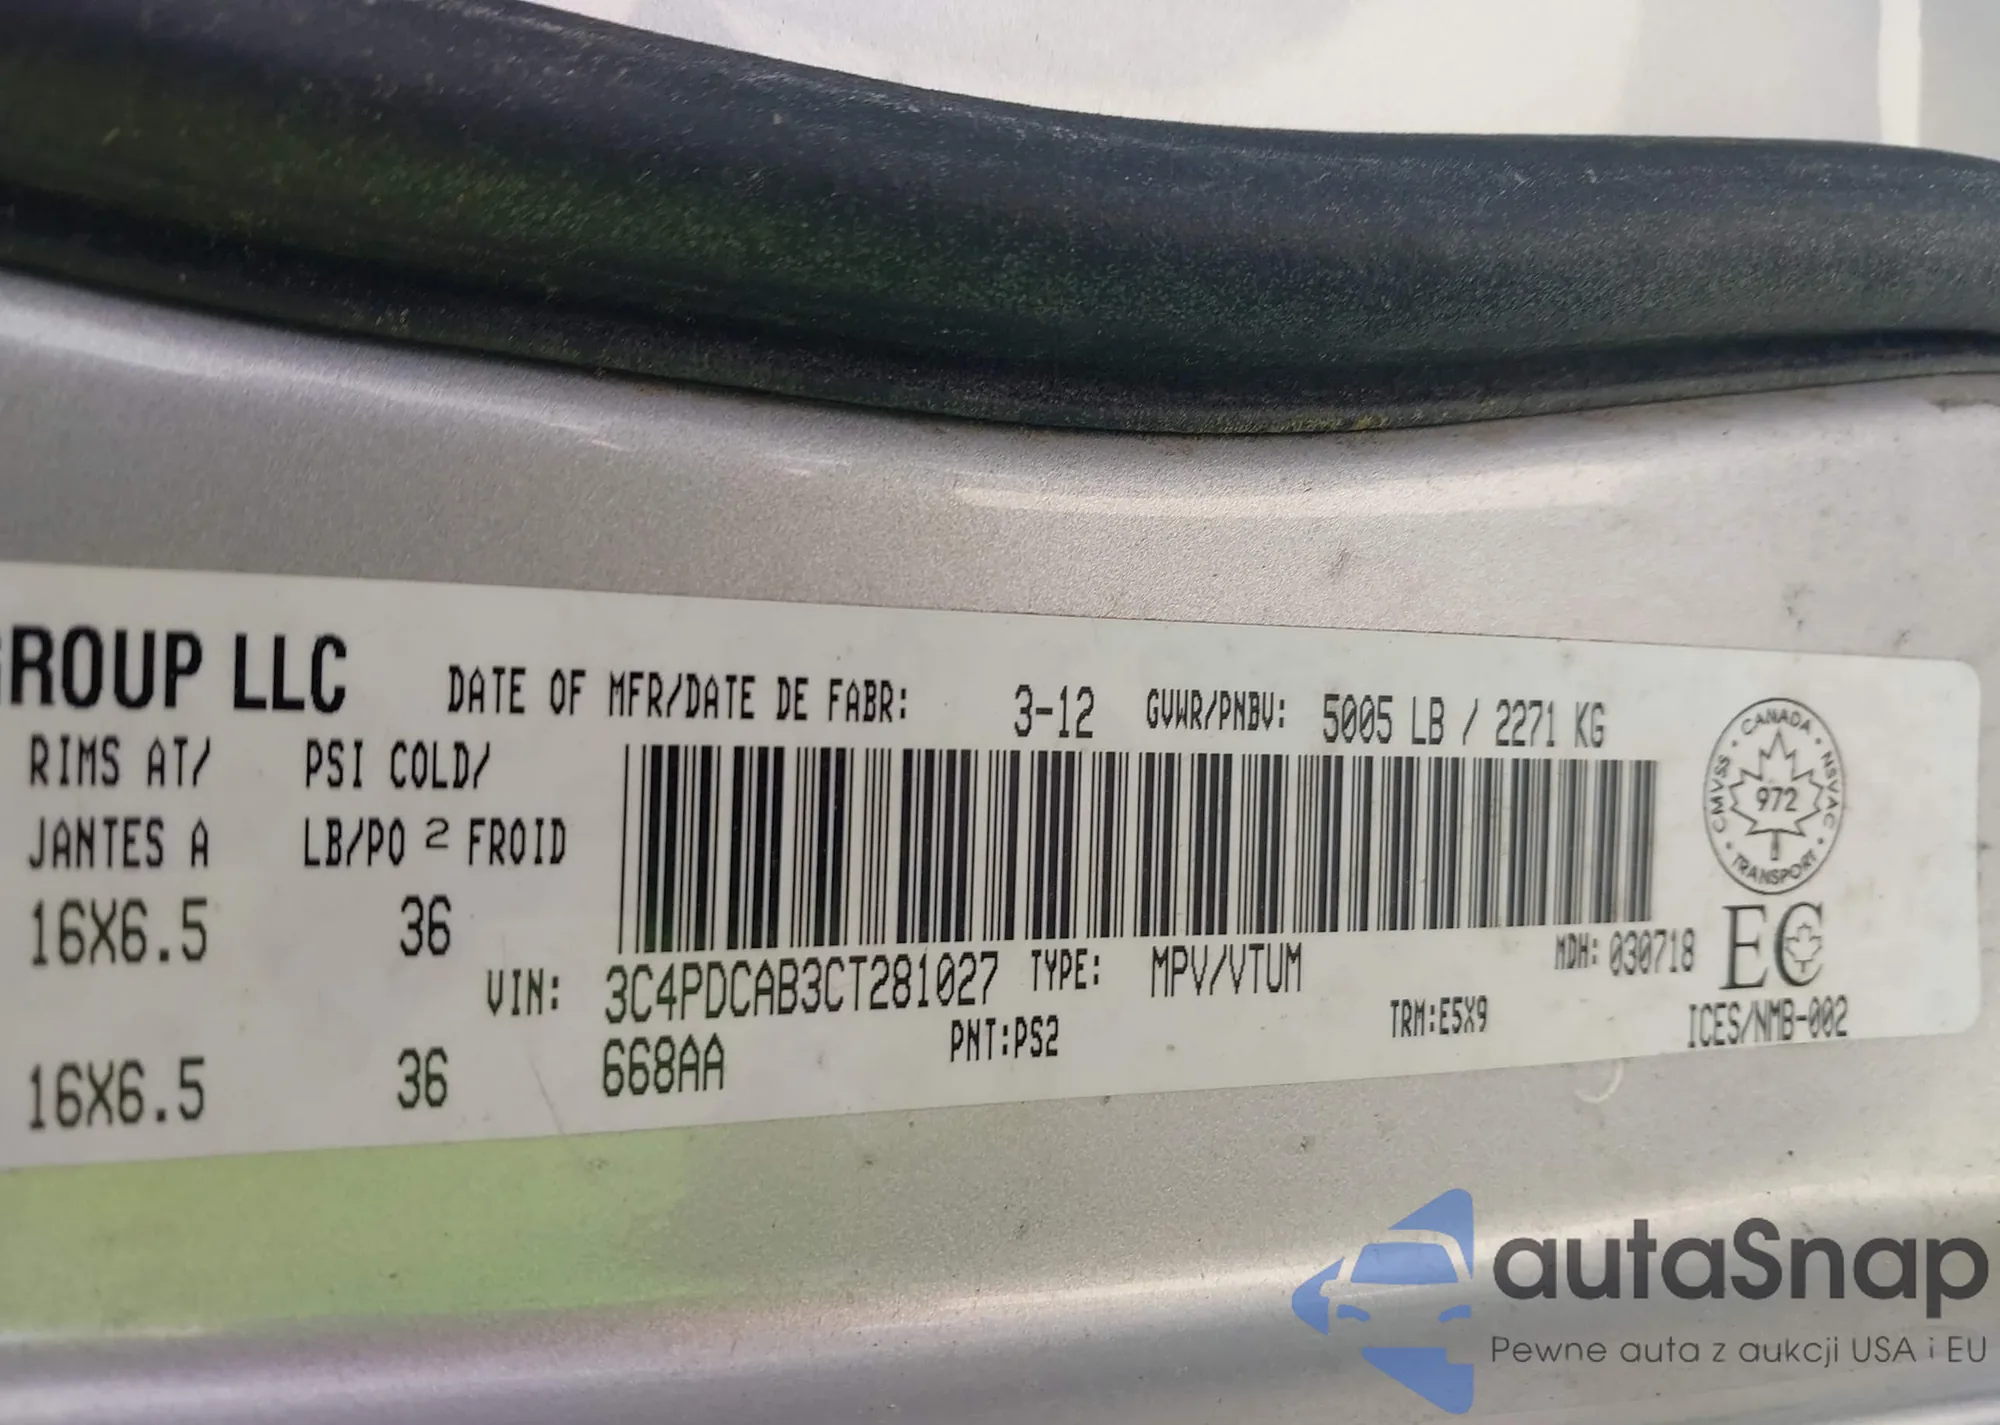 GROUP LLC
DATE OF MFR/DATE DE FABR: 3-12 GVWR/PNBV: 5005 LB / 2271 KG
RIMS AT/ PSI COLD/
JANTES A LB/PO 2 FROID
16X6.5 36
VIN: 3C4PDCAB3CT281027 TYPE: MPV/VTUM MDH: 030718
PNT:PS2 TRM:E5X9
16X6.5 36 668AA
CANADA · NSVAC · TRANSPORT · CMVSS ·
972
EC
ICES/NMB-002
autaSnap
Pewne auta z aukcji USA i EU